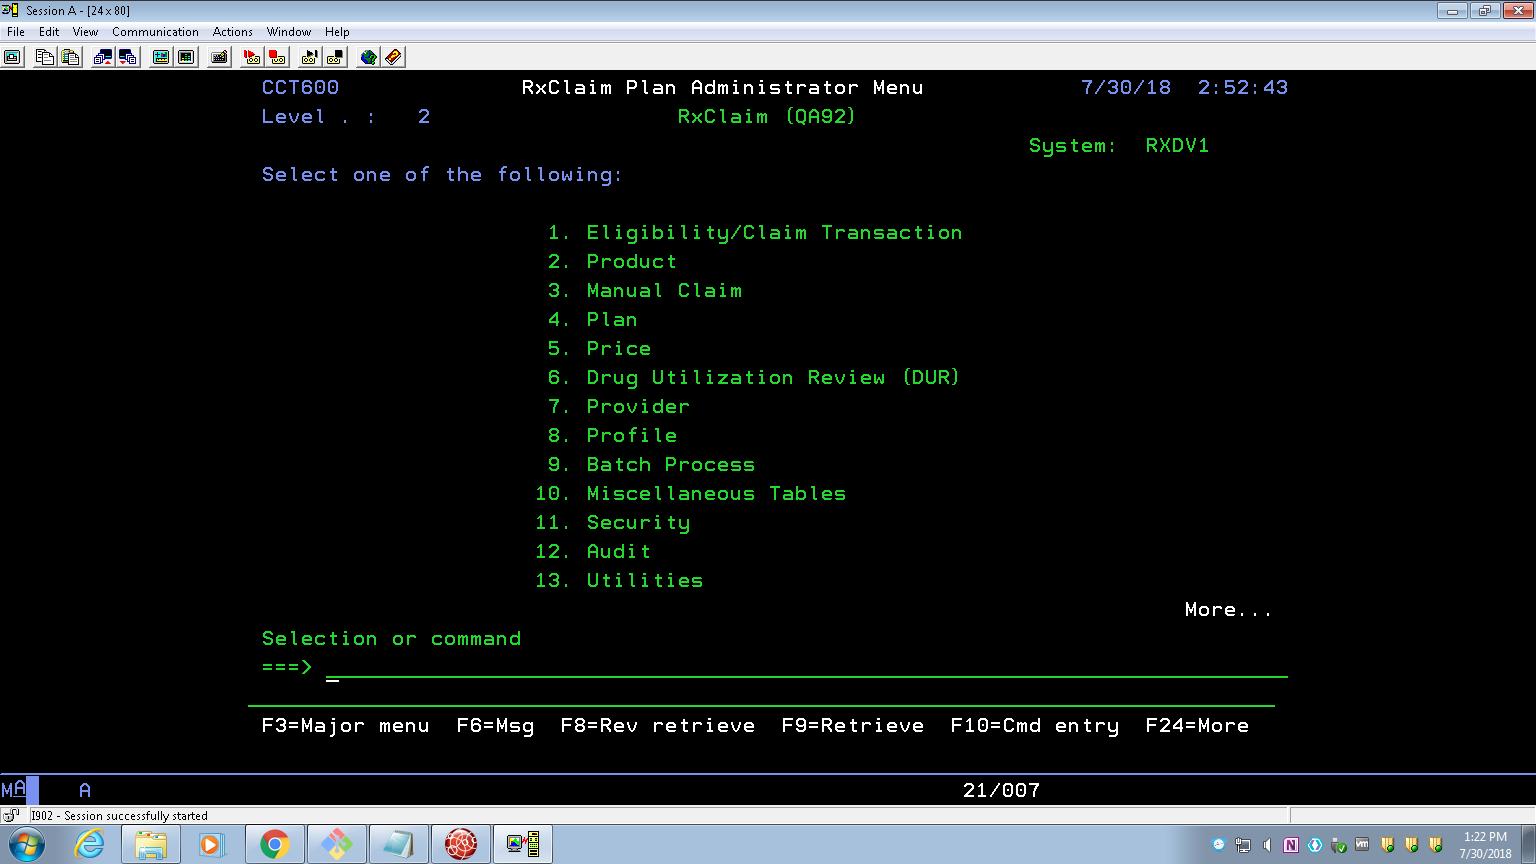 Session A - [24 x 80]
File Edit View Communication Actions Window Help
CCT600 RxClaim Plan Administrator Menu 7/30/18 2:52:43
Level . : 2 RxClaim (QA92)
System: RXDV1
Select one of the following:
1. Eligibility/Claim Transaction
2. Product
3. Manual Claim
4. Plan
5. Price
6. Drug Utilization Review (DUR)
7. Provider
8. Profile
9. Batch Process
10. Miscellaneous Tables
11. Security
12. Audit
13. Utilities
More...
Selection or command
===>
F3=Major menu F6=Msg F8=Rev retrieve F9=Retrieve F10=Cmd entry F24=More
MA A 21/007
I902 - Session successfully started
1:22 PM
7/30/2018